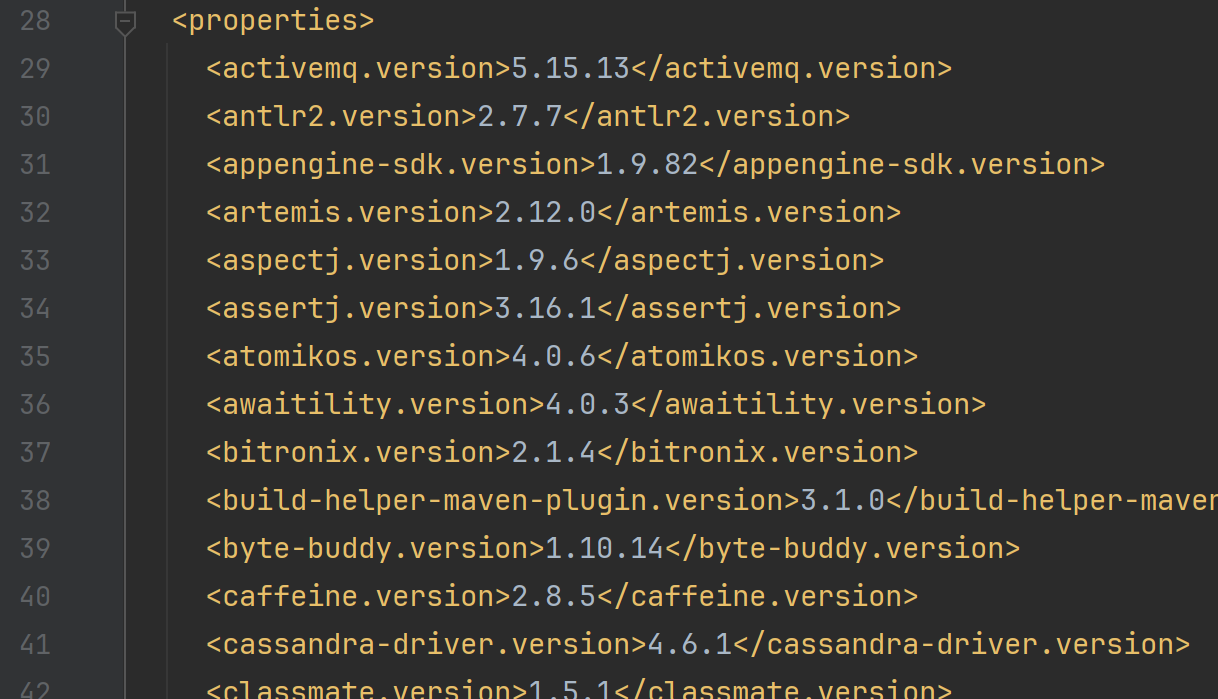 28 <properties>
29 <activemq.version>5.15.13</activemq.version>
30 <antlr2.version>2.7.7</antlr2.version>
31 <appengine-sdk.version>1.9.82</appengine-sdk.version>
32 <artemis.version>2.12.0</artemis.version>
33 <aspectj.version>1.9.6</aspectj.version>
34 <assertj.version>3.16.1</assertj.version>
35 <atomikos.version>4.0.6</atomikos.version>
36 <awaitility.version>4.0.3</awaitility.version>
37 <bitronix.version>2.1.4</bitronix.version>
38 <build-helper-maven-plugin.version>3.1.0</build-helper-maven
39 <byte-buddy.version>1.10.14</byte-buddy.version>
40 <caffeine.version>2.8.5</caffeine.version>
41 <cassandra-driver.version>4.6.1</cassandra-driver.version>
42 <classmate.version>1.5.1</classmate.version>